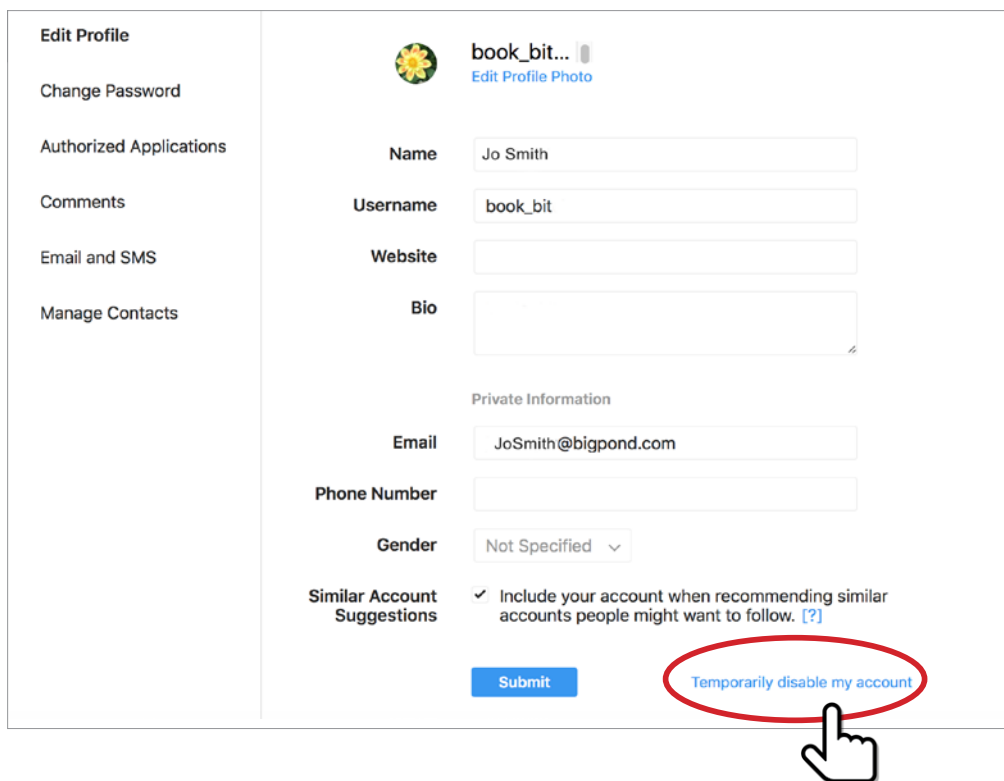 Edit Profile
Change Password
Authorized Applications
Comments
Email and SMS
Manage Contacts
book_bit...
Edit Profile Photo
Name Jo Smith
Username book_bit
Website
Bio
Private Information
Email JoSmith@bigpond.com
Phone Number
Gender Not Specified
Similar Account Suggestions
Include your account when recommending similar
accounts people might want to follow. [?]
Submit Temporarily disable my account